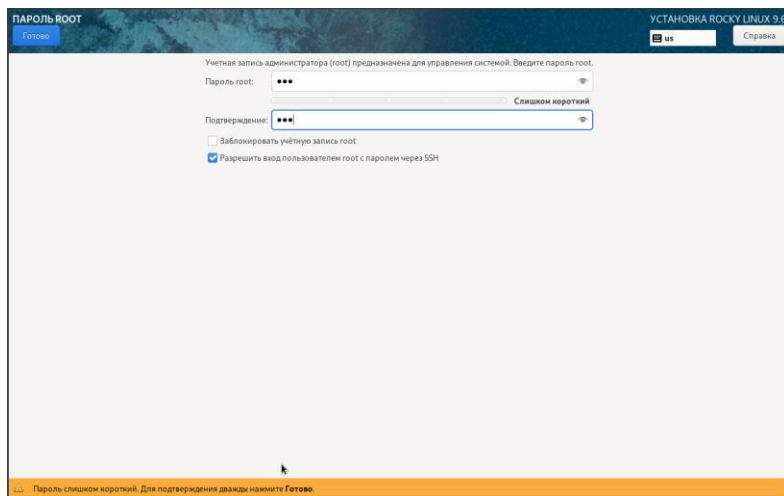 ПАРОЛЬ ROOT
УСТАНОВКА ROCKY LINUX 9.6
Готово
us
Справка
Учетная запись администратора (root) предназначена для управления системой. Введите пароль root.
Пароль root: •••
Слишком короткий
Подтверждение: •••
Заблокировать учётную запись root
Разрешить вход пользователем root с паролем через SSH
Пароль слишком короткий. Для подтверждения дважды нажмите Готово.